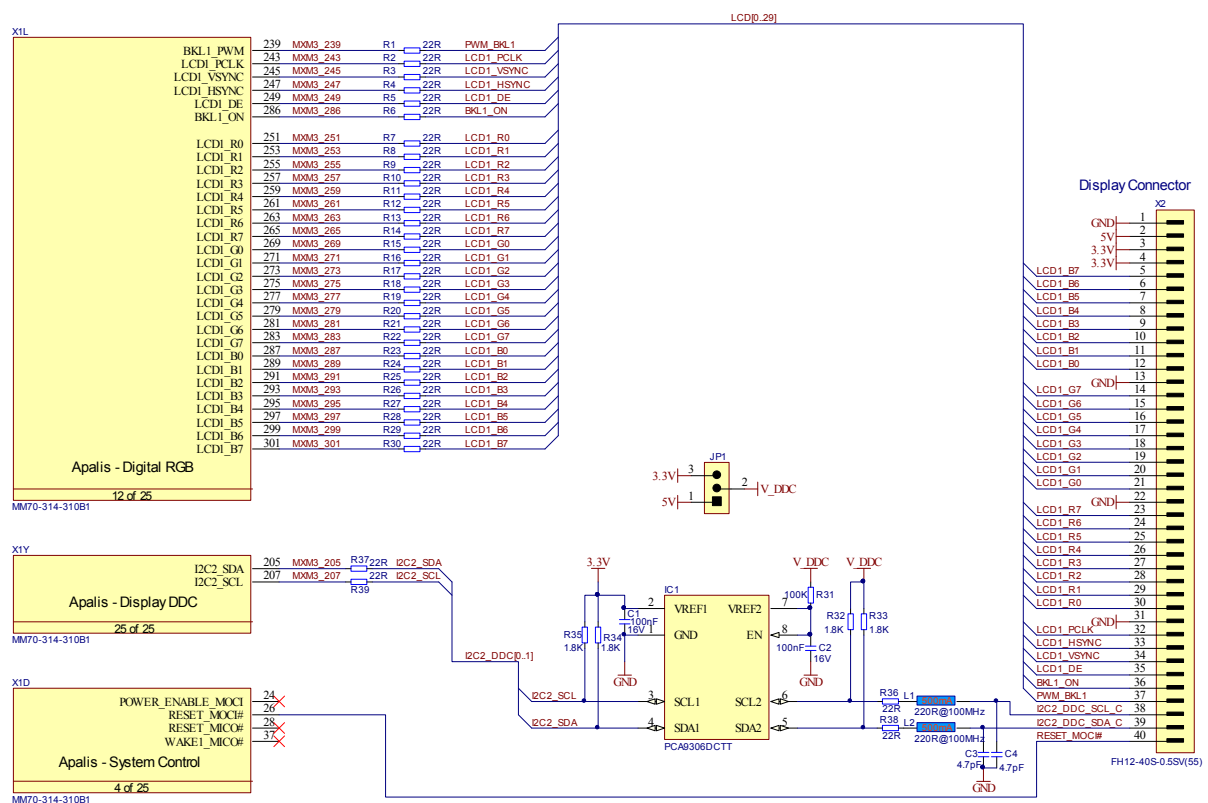 LCD[0..29]
X1L
BKL1_PWM 239 MXM3_239 R1 22R PWM_BKL1
LCD1_PCLK 243 MXM3_243 R2 22R LCD1_PCLK
LCD1_VSYNC 245 MXM3_245 R3 22R LCD1_VSYNC
LCD1_HSYNC 247 MXM3_247 R4 22R LCD1_HSYNC
LCD1_DE 249 MXM3_249 R5 22R LCD1_DE
BKL1_ON 286 MXM3_286 R6 22R BKL1_ON
LCD1_R0 251 MXM3_251 R7 22R LCD1_R0
LCD1_R1 253 MXM3_253 R8 22R LCD1_R1
LCD1_R2 255 MXM3_255 R9 22R LCD1_R2
LCD1_R3 257 MXM3_257 R10 22R LCD1_R3
LCD1_R4 259 MXM3_259 R11 22R LCD1_R4
LCD1_R5 261 MXM3_261 R12 22R LCD1_R5
LCD1_R6 263 MXM3_263 R13 22R LCD1_R6
LCD1_R7 265 MXM3_265 R14 22R LCD1_R7
LCD1_G0 269 MXM3_269 R15 22R LCD1_G0
LCD1_G1 271 MXM3_271 R16 22R LCD1_G1
LCD1_G2 273 MXM3_273 R17 22R LCD1_G2
LCD1_G3 275 MXM3_275 R18 22R LCD1_G3
LCD1_G4 277 MXM3_277 R19 22R LCD1_G4
LCD1_G5 279 MXM3_279 R20 22R LCD1_G5
LCD1_G6 281 MXM3_281 R21 22R LCD1_G6
LCD1_G7 283 MXM3_283 R22 22R LCD1_G7
LCD1_B0 287 MXM3_287 R23 22R LCD1_B0
LCD1_B1 289 MXM3_289 R24 22R LCD1_B1
LCD1_B2 291 MXM3_291 R25 22R LCD1_B2
LCD1_B3 293 MXM3_293 R26 22R LCD1_B3
LCD1_B4 295 MXM3_295 R27 22R LCD1_B4
LCD1_B5 297 MXM3_297 R28 22R LCD1_B5
LCD1_B6 299 MXM3_299 R29 22R LCD1_B6
LCD1_B7 301 MXM3_301 R30 22R LCD1_B7
Apalis - Digital RGB
12 of 25
MM70-314-310B1
Display Connector
X2
GND 1
5V 2
3.3V 3
3.3V 4
LCD1_B7 5
LCD1_B6 6
LCD1_B5 7
LCD1_B4 8
LCD1_B3 9
LCD1_B2 10
LCD1_B1 11
LCD1_B0 12
GND 13
LCD1_G7 14
LCD1_G6 15
LCD1_G5 16
LCD1_G4 17
LCD1_G3 18
LCD1_G2 19
LCD1_G1 20
LCD1_G0 21
GND 22
LCD1_R7 23
LCD1_R6 24
LCD1_R5 25
LCD1_R4 26
LCD1_R3 27
LCD1_R2 28
LCD1_R1 29
LCD1_R0 30
GND 31
LCD1_PCLK 32
LCD1_HSYNC 33
LCD1_VSYNC 34
LCD1_DE 35
BKL1_ON 36
PWM_BKL1 37
I2C2_DDC_SCL_C 38
I2C2_DDC_SDA_C 39
RESET_MOCI# 40
FH12-40S-0.5SV(55)
JP1
3.3V 3
2 V_DDC
5V 1
X1Y
I2C2_SDA 205 MXM3_205 R37 22R I2C2_SDA
I2C2_SCL 207 MXM3_207 22R I2C2_SCL
R39
Apalis - Display DDC
25 of 25
MM70-314-310B1
I2C2_DDC[0..1]
I2C2_SCL
I2C2_SDA
3.3V
R35
1.8K
R34
1.8K
C1
100nF
16V
GND
IC1
2 VREF1 VREF2 7
1 GND EN 8
3 SCL1 SCL2 6
4 SDA1 SDA2 5
PCA9306DCTT
V_DDC V_DDC
100K R31
100nF C2
16V
GND
R32
1.8K
R33
1.8K
R36 L1
22R 220R@100MHz
R38 L2
22R 220R@100MHz
C3 C4
4.7pF 4.7pF
GND
X1D
POWER_ENABLE_MOCI 24
RESET_MOCI# 26
RESET_MICO# 28
WAKE1_MICO# 37
Apalis - System Control
4 of 25
MM70-314-310B1